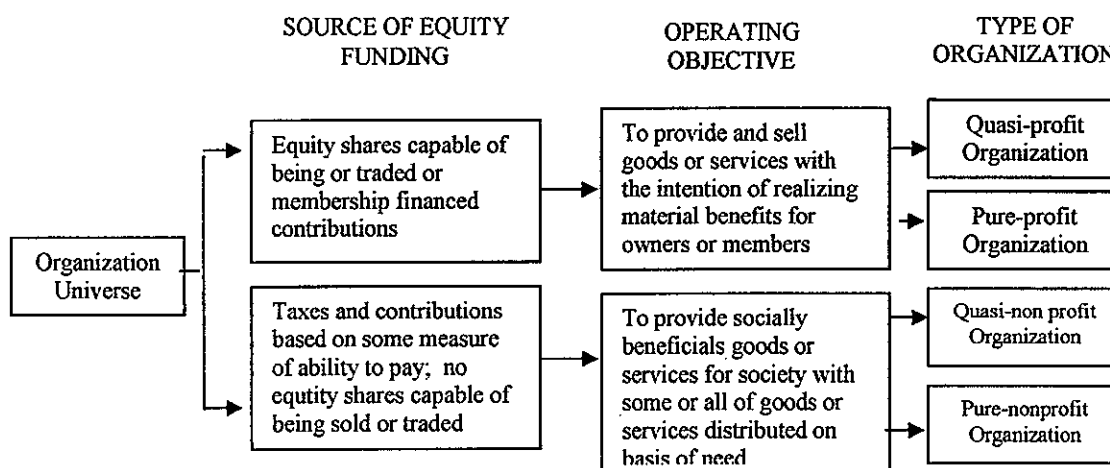 SOURCE OF EQUITY
FUNDING
OPERATING
OBJECTIVE
TYPE OF
ORGANIZATION
Organization
Universe
Equity shares capable of
being or traded or
membership financed
contributions
To provide and sell
goods or services with
the intention of realizing
material benefits for
owners or members
Quasi-profit
Organization
Pure-profit
Organization
Taxes and contributions
based on some measure
of ability to pay; no
equtity shares capable of
being sold or traded
To provide socially
beneficials goods or
services for society with
some or all of goods or
services distributed on
basis of need
Quasi-non profit
Organization
Pure-nonprofit
Organization